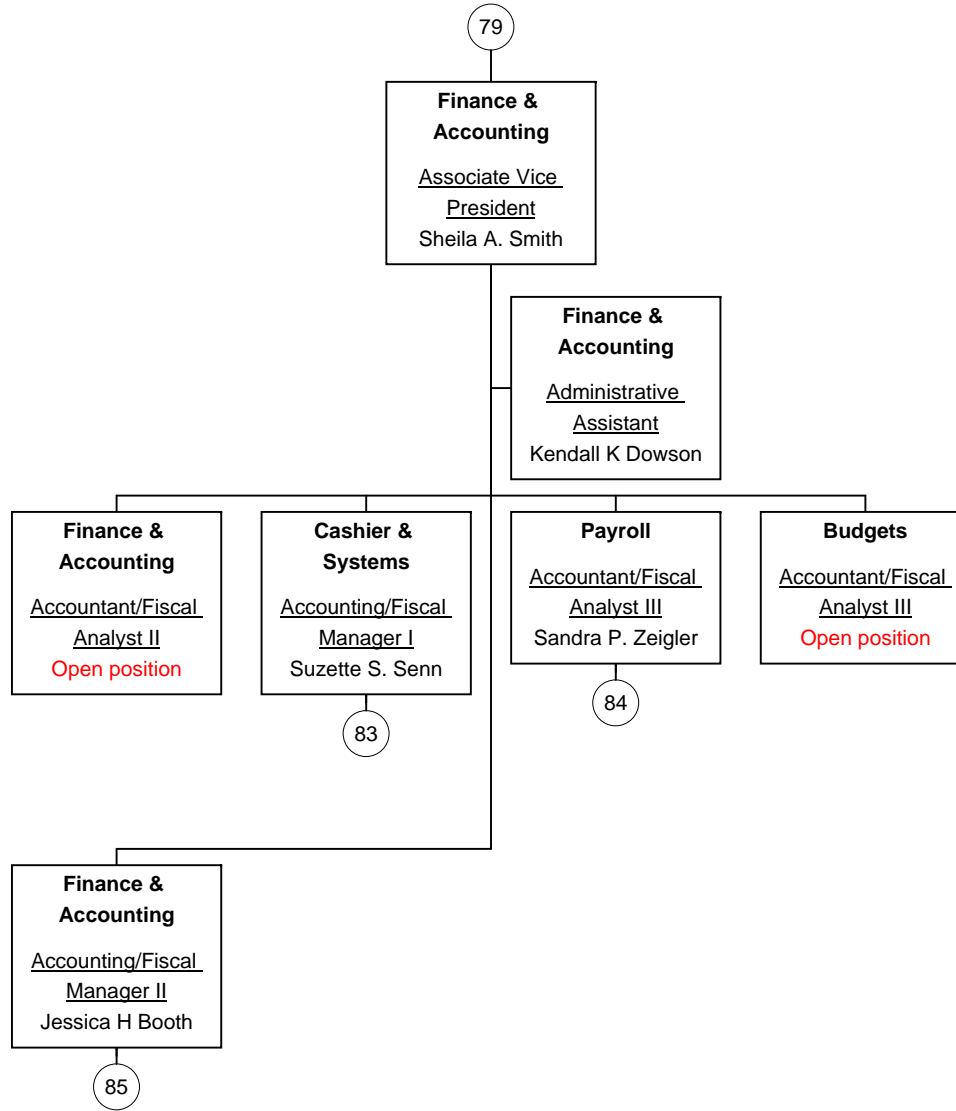 79
Finance &
Accounting
Associate Vice
President
Sheila A. Smith
Finance &
Accounting
Administrative
Assistant
Kendall K Dowson
Finance &
Accounting
Accountant/Fiscal
Analyst II
Open position
Cashier &
Systems
Accounting/Fiscal
Manager I
Suzette S. Senn
83
Payroll
Accountant/Fiscal
Analyst III
Sandra P. Zeigler
84
Budgets
Accountant/Fiscal
Analyst III
Open position
Finance &
Accounting
Accounting/Fiscal
Manager II
Jessica H Booth
85